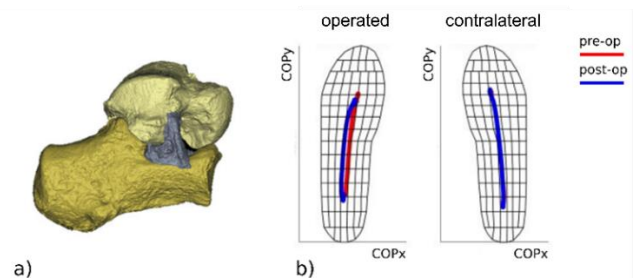 operated
contralateral
pre-op
post-op
COPy
COPy
COPx
COPx
a)
b)